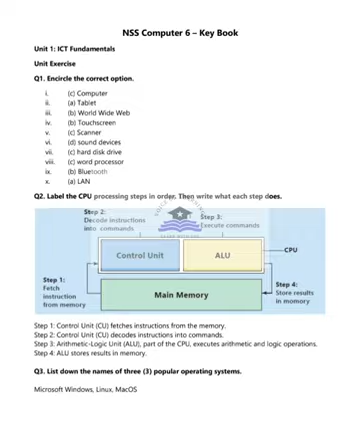 NSS Computer 6 – Key Book
Unit 1: ICT Fundamentals
Unit Exercise
Q1. Encircle the correct option.
i. (c) Computer
ii. (a) Tablet
iii. (b) World Wide Web
iv. (b) Touchscreen
v. (c) Scanner
vi. (d) sound devices
vii. (c) hard disk drive
viii. (c) word processor
ix. (b) Bluetooth
x. (a) LAN
Q2. Label the CPU processing steps in order. Then write what each step does.
Step 2:
Decode instructions
into commands
Step 3:
Execute commands
Control Unit
ALU
CPU
Step 1:
Fetch
instruction
from memory
Main Memory
Step 4:
Store results
in momory
Step 1: Control Unit (CU) fetches instructions from the memory.
Step 2: Control Unit (CU) decodes instructions into commands.
Step 3: Arithmetic-Logic Unit (ALU), part of the CPU, executes arithmetic and logic operations.
Step 4: ALU stores results in memory.
Q3. List down the names of three (3) popular operating systems.
Microsoft Windows, Linux, MacOS